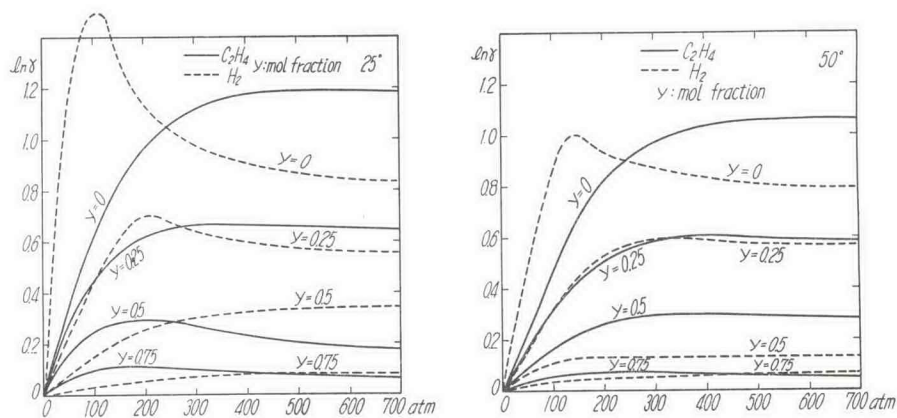 lnγ
1.2
1.0
0.8
0.6
0.4
0.2
0
C₂H₄
H₂
y:mol fraction
25°
y=0
y=0
y=0.25
y=0.25
y=0.5
y=0.5
y=0.75
y=0.75
0 100 200 300 400 500 600 700 atm
lnγ
1.2
1.0
0.8
0.6
0.4
0.2
0
C₂H₄
H₂
y:mol fraction
50°
y=0
y=0
y=0.25
y=0.25
y=0.5
y=0.5
y=0.75
y=0.75
0 100 200 300 400 500 600 700 atm